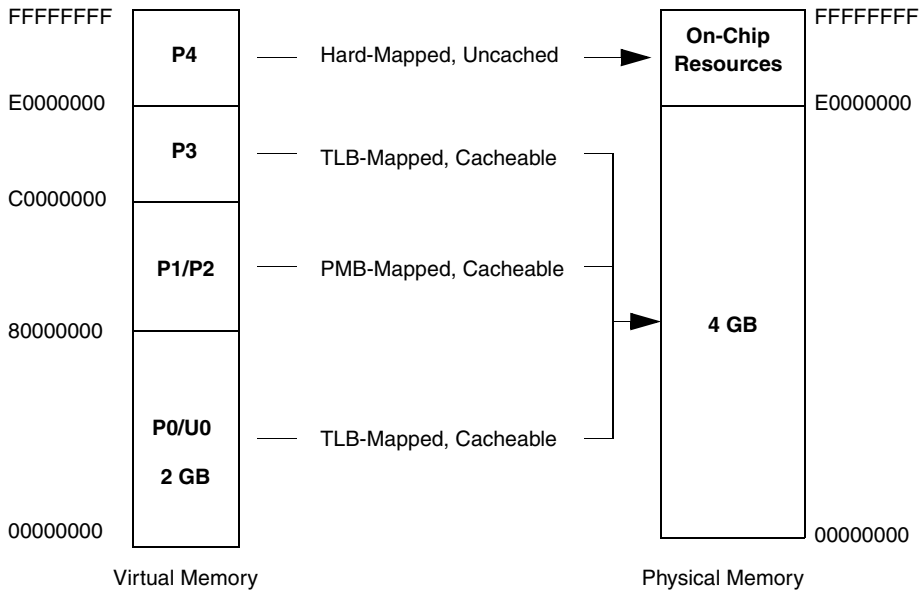 FFFFFFFF
P4
Hard-Mapped, Uncached
On-Chip
Resources
FFFFFFFF
E0000000
E0000000
P3
TLB-Mapped, Cacheable
C0000000
P1/P2
PMB-Mapped, Cacheable
4 GB
80000000
P0/U0
2 GB
TLB-Mapped, Cacheable
00000000
00000000
Virtual Memory
Physical Memory